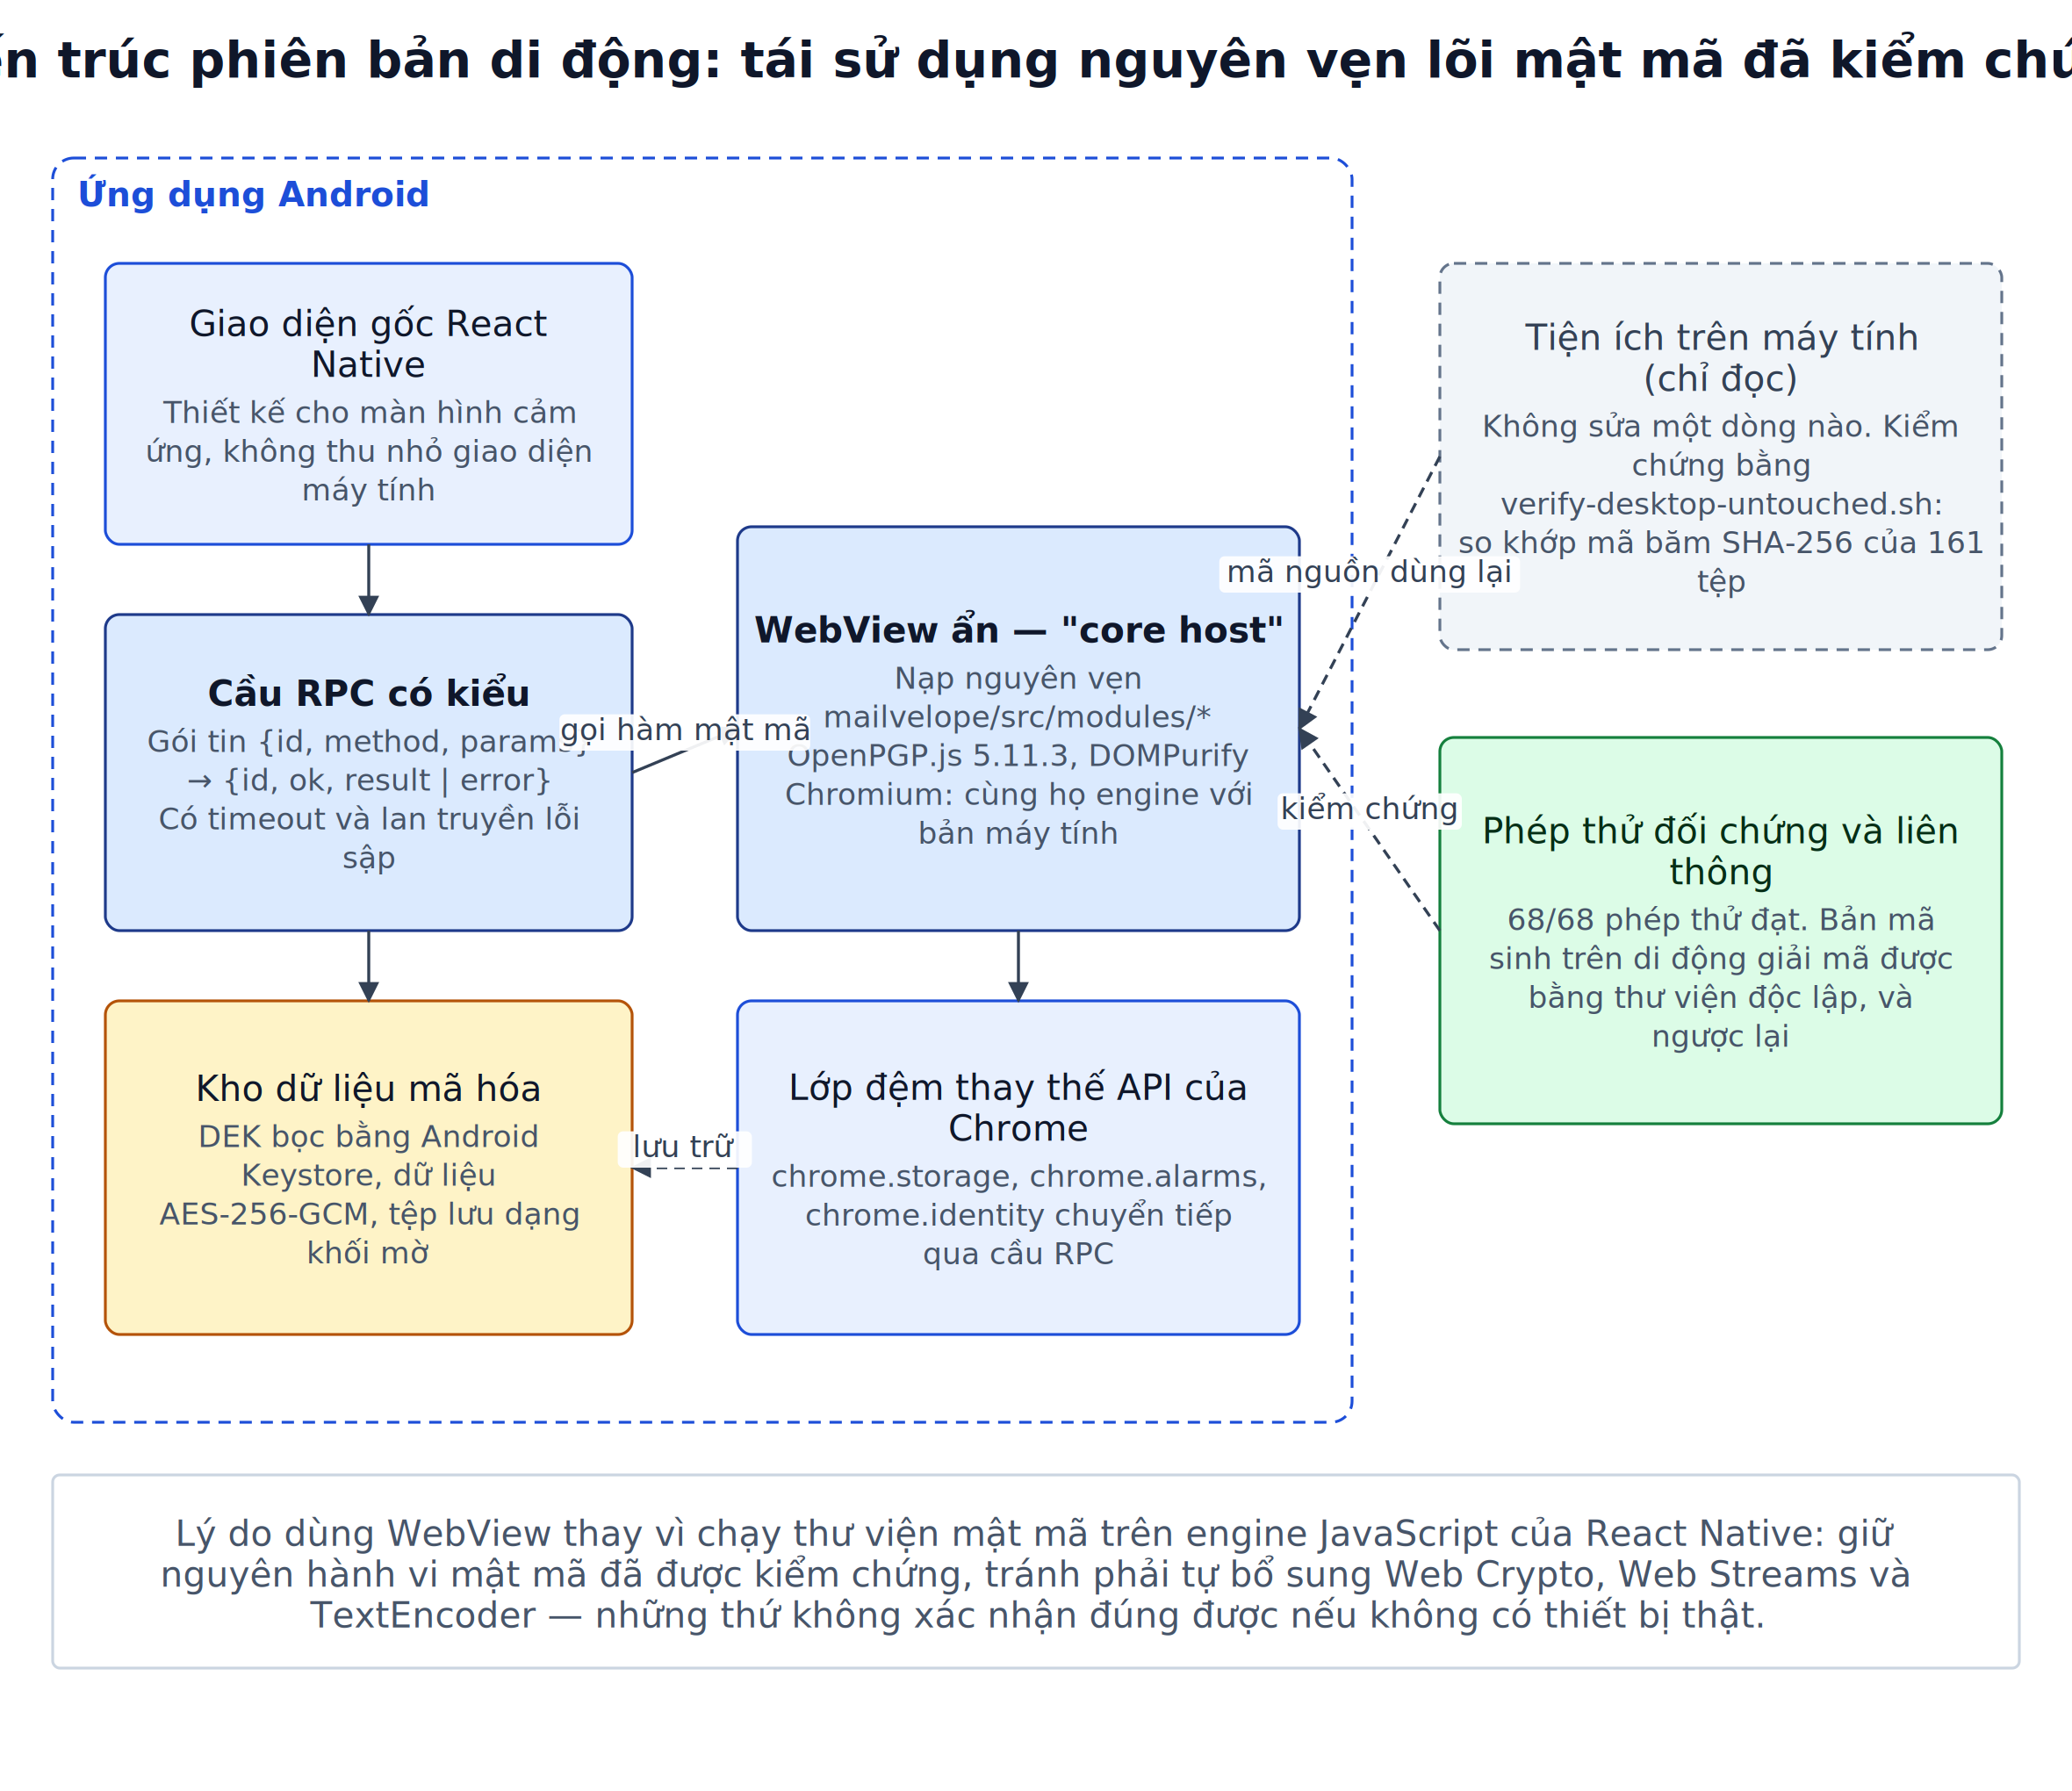 ến trúc phiên bản di động: tái sử dụng nguyên vẹn lõi mật mã đã kiểm chứ
Ứng dụng Android
Giao diện gốc React
Native
Thiết kế cho màn hình cảm
ứng, không thu nhỏ giao diện
máy tính
Cầu RPC có kiểu
Gói tin {id, method, params}
→ {id, ok, result | error}
Có timeout và lan truyền lỗi
sập
gọi hàm mật mã
Kho dữ liệu mã hóa
DEK bọc bằng Android
Keystore, dữ liệu
AES-256-GCM, tệp lưu dạng
khối mờ
WebView ẩn — "core host"
Nạp nguyên vẹn
mailvelope/src/modules/*
OpenPGP.js 5.11.3, DOMPurify
Chromium: cùng họ engine với
bản máy tính
lưu trữ
Lớp đệm thay thế API của
Chrome
chrome.storage, chrome.alarms,
chrome.identity chuyển tiếp
qua cầu RPC
mã nguồn dùng lại
kiểm chứng
Tiện ích trên máy tính
(chỉ đọc)
Không sửa một dòng nào. Kiểm
chứng bằng
verify-desktop-untouched.sh:
so khớp mã băm SHA-256 của 161
tệp
Phép thử đối chứng và liên
thông
68/68 phép thử đạt. Bản mã
sinh trên di động giải mã được
bằng thư viện độc lập, và
ngược lại
Lý do dùng WebView thay vì chạy thư viện mật mã trên engine JavaScript của React Native: giữ
nguyên hành vi mật mã đã được kiểm chứng, tránh phải tự bổ sung Web Crypto, Web Streams và
TextEncoder — những thứ không xác nhận đúng được nếu không có thiết bị thật.